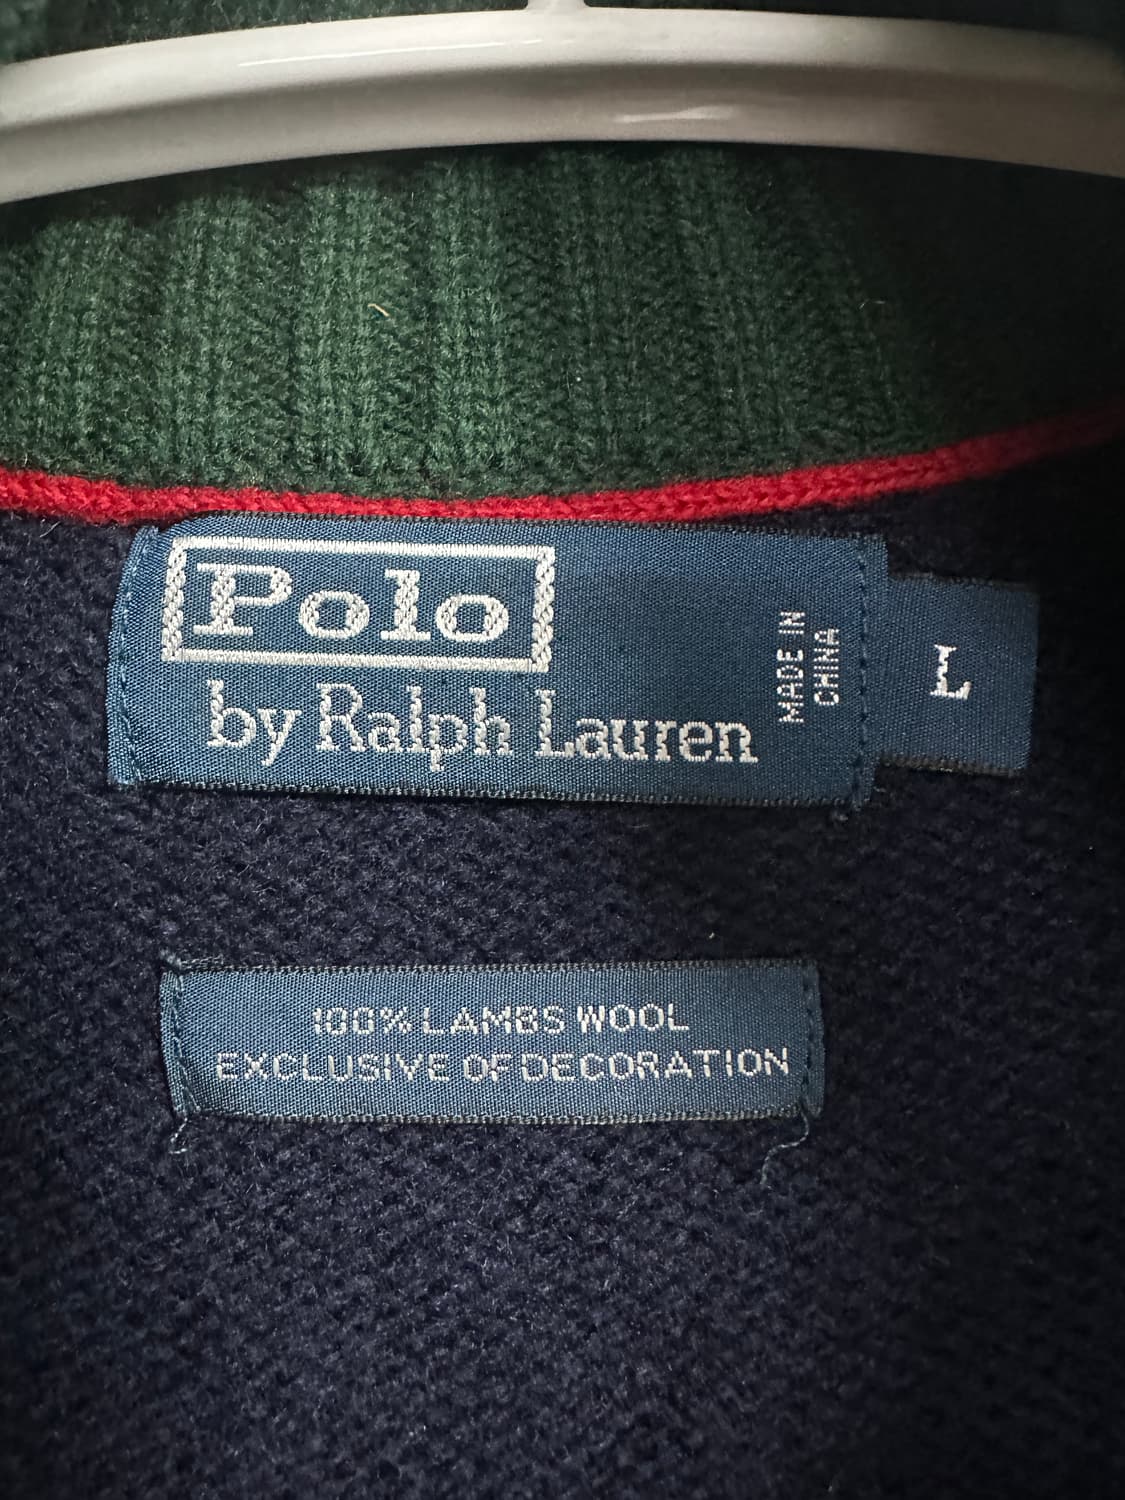 Polo
by Ralph Lauren
MADE IN
CHINA
L
100% LAMBS WOOL
EXCLUSIVE OF DECORATION